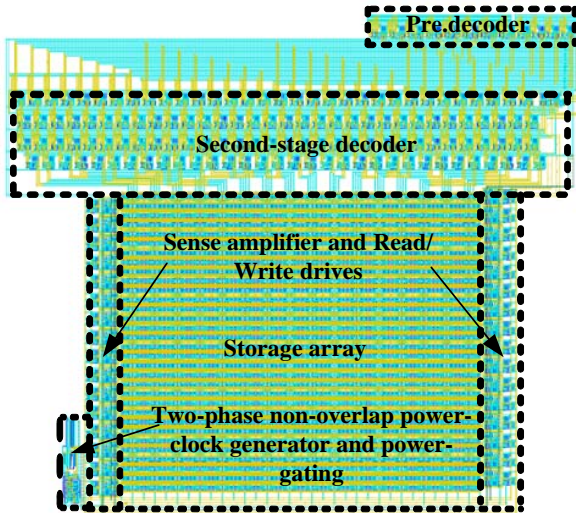 Pre.decoder
Second-stage decoder
Sense amplifier and Read/
Write drives
Storage array
Two-phase non-overlap power-
clock generator and power-
gating